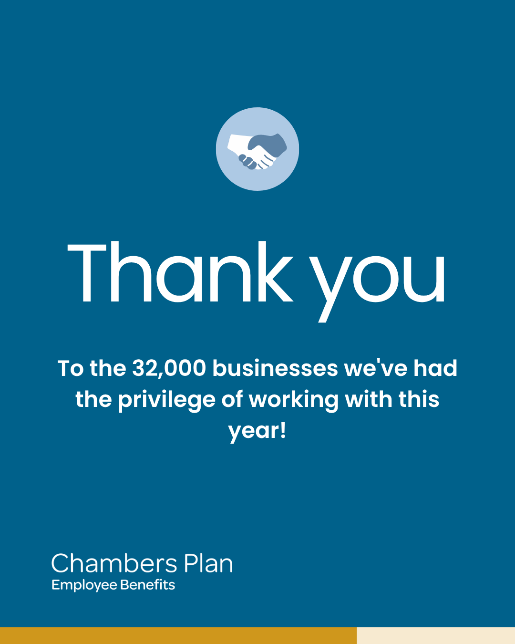 Thank you
To the 32,000 businesses we've had
the privilege of working with this
year!
Chambers Plan
Employee Benefits